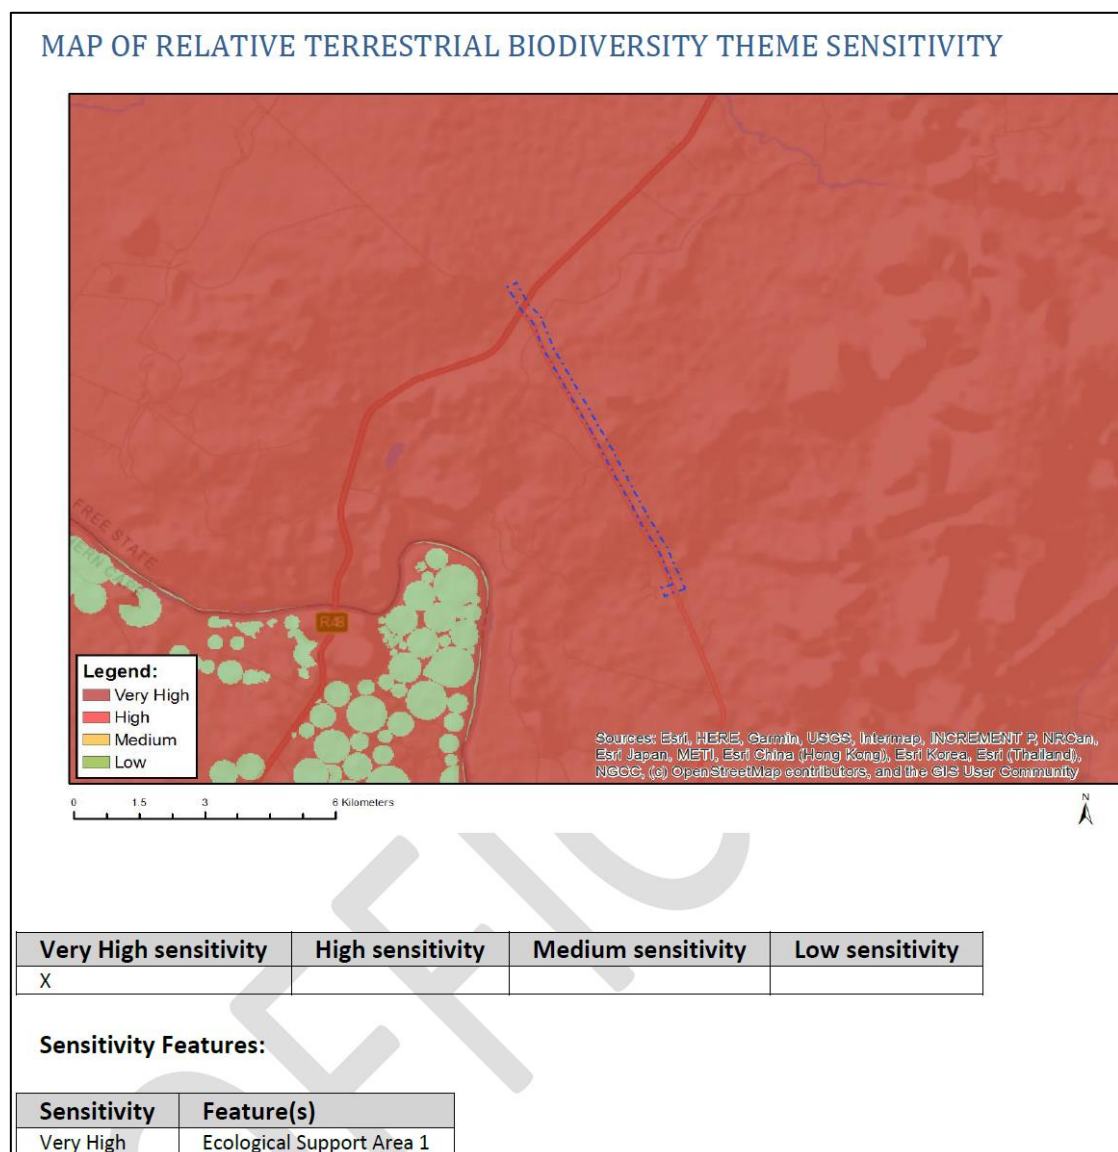 MAP OF RELATIVE TERRESTRIAL BIODIVERSITY THEME SENSITIVITY
FREE STATE
R48
Legend:
Very High
High
Medium
Low
Sources: Esri, HERE, Garmin, USGS, Intermap, INCREMENT P, NRCan,
Esri Japan, METI, Esri China (Hong Kong), Esri Korea, Esri (Thailand),
NGCC, (c) OpenStreetMap contributors, and the GIS User Community
0 1.5 3 6 Kilometers
N
Very High sensitivity High sensitivity Medium sensitivity Low sensitivity
X
Sensitivity Features:
Sensitivity Feature(s)
Very High Ecological Support Area 1